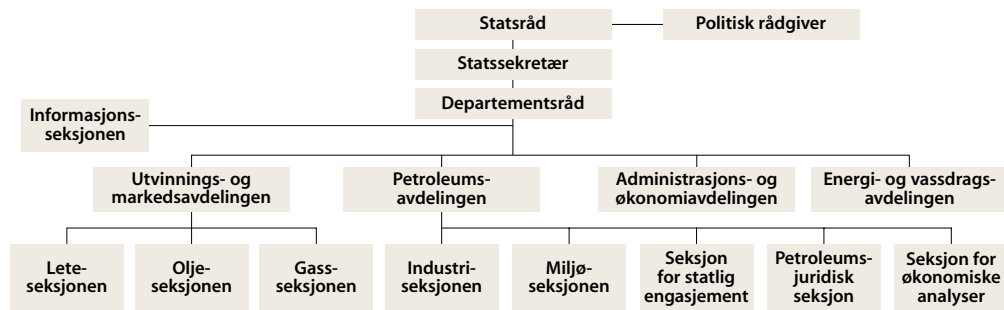 Statsråd
Politisk rådgiver
Statssekretær
Departementsråd
Informasjons-
seksjonen
Utvinnings- og
markedsavdelingen
Petroleums-
avdelingen
Administrasjons- og
økonomiavdelingen
Energi- og vassdrags-
avdelingen
Lete-
seksjonen
Olje-
seksjonen
Gass-
seksjonen
Industri-
seksjonen
Miljø-
seksjonen
Seksjon
for statlig
engasjement
Petroleums-
juridisk
seksjon
Seksjon for
økonomiske
analyser